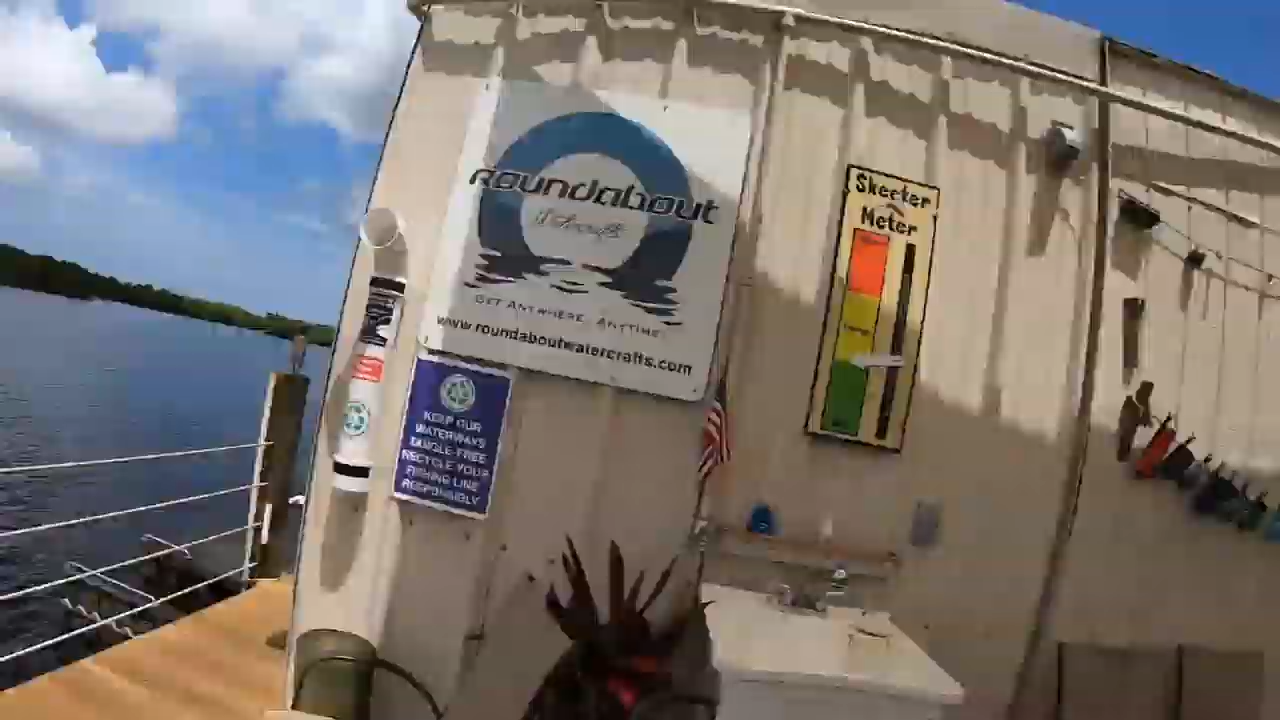 roundabout
GET ANYWHERE. ANYTIME.
www.roundaboutwatercrafts.com
KEEP OUR
WATERWAYS
TANGLE-FREE
RECYCLE YOUR
FISHING LINE
RESPONSIBLY
Skeeter
Meter